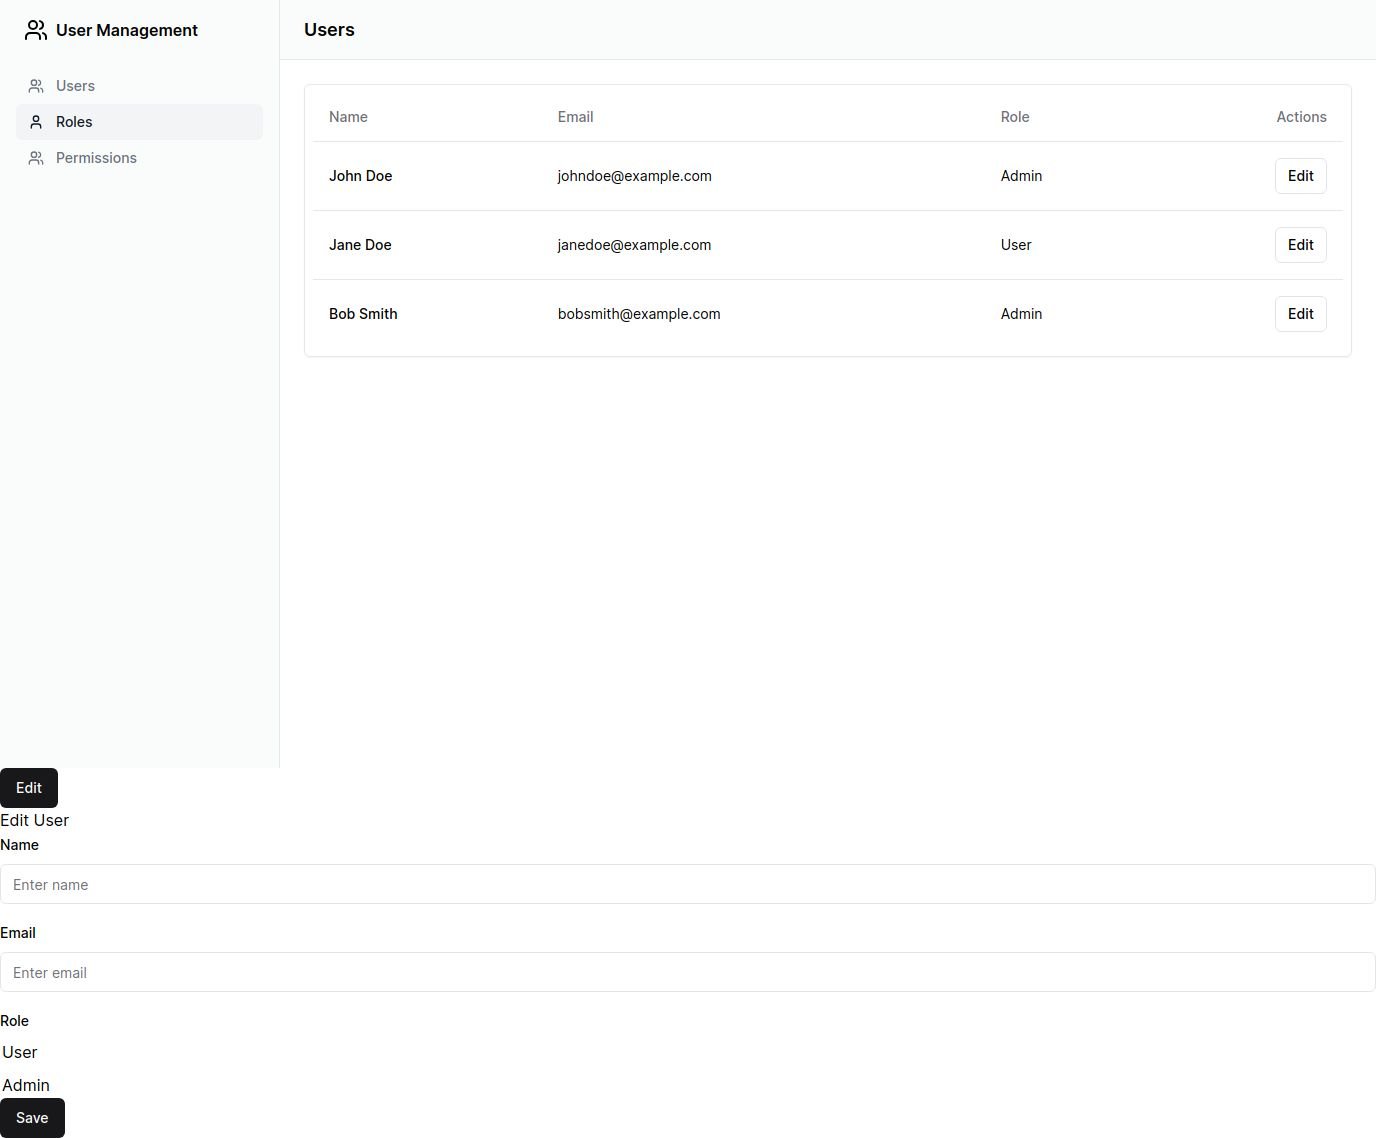 User Management
Users
Roles
Permissions
Users
Name Email Role Actions
John Doe johndoe@example.com Admin Edit
Jane Doe janedoe@example.com User Edit
Bob Smith bobsmith@example.com Admin Edit
Edit
Edit User
Name
Enter name
Email
Enter email
Role
User
Admin
Save